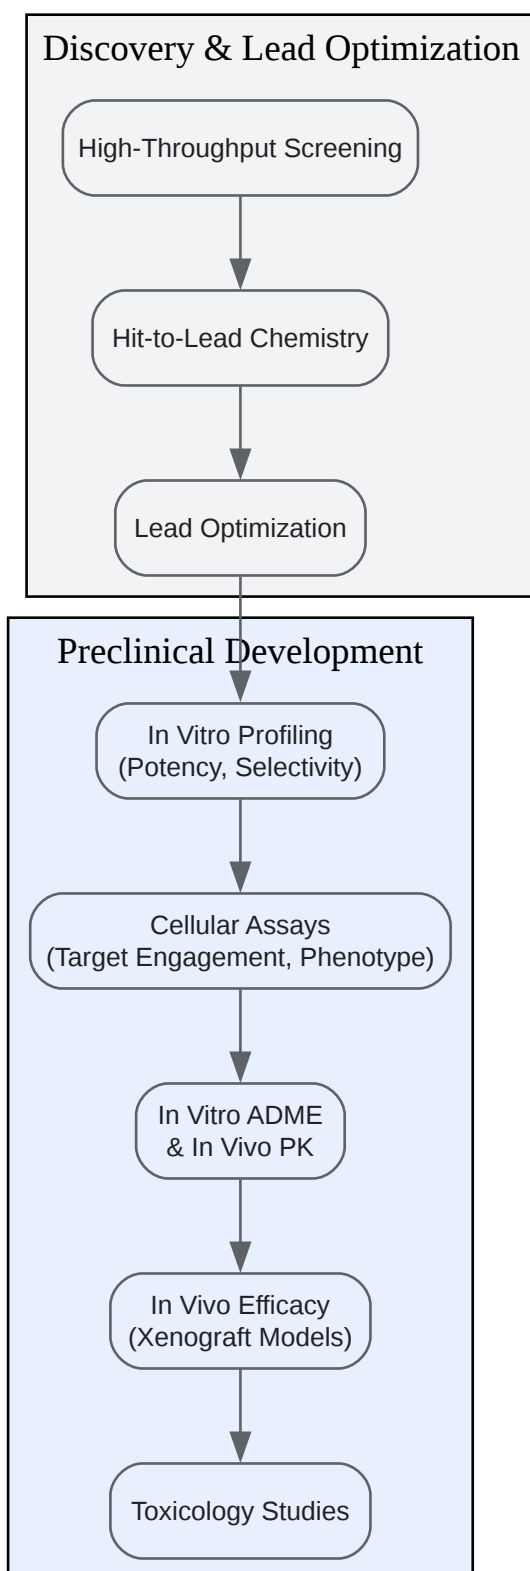 Discovery & Lead Optimization
High-Throughput Screening
Hit-to-Lead Chemistry
Lead Optimization
Preclinical Development
In Vitro Profiling
(Potency, Selectivity)
Cellular Assays
(Target Engagement, Phenotype)
In Vitro ADME
& In Vivo PK
In Vivo Efficacy
(Xenograft Models)
Toxicology Studies